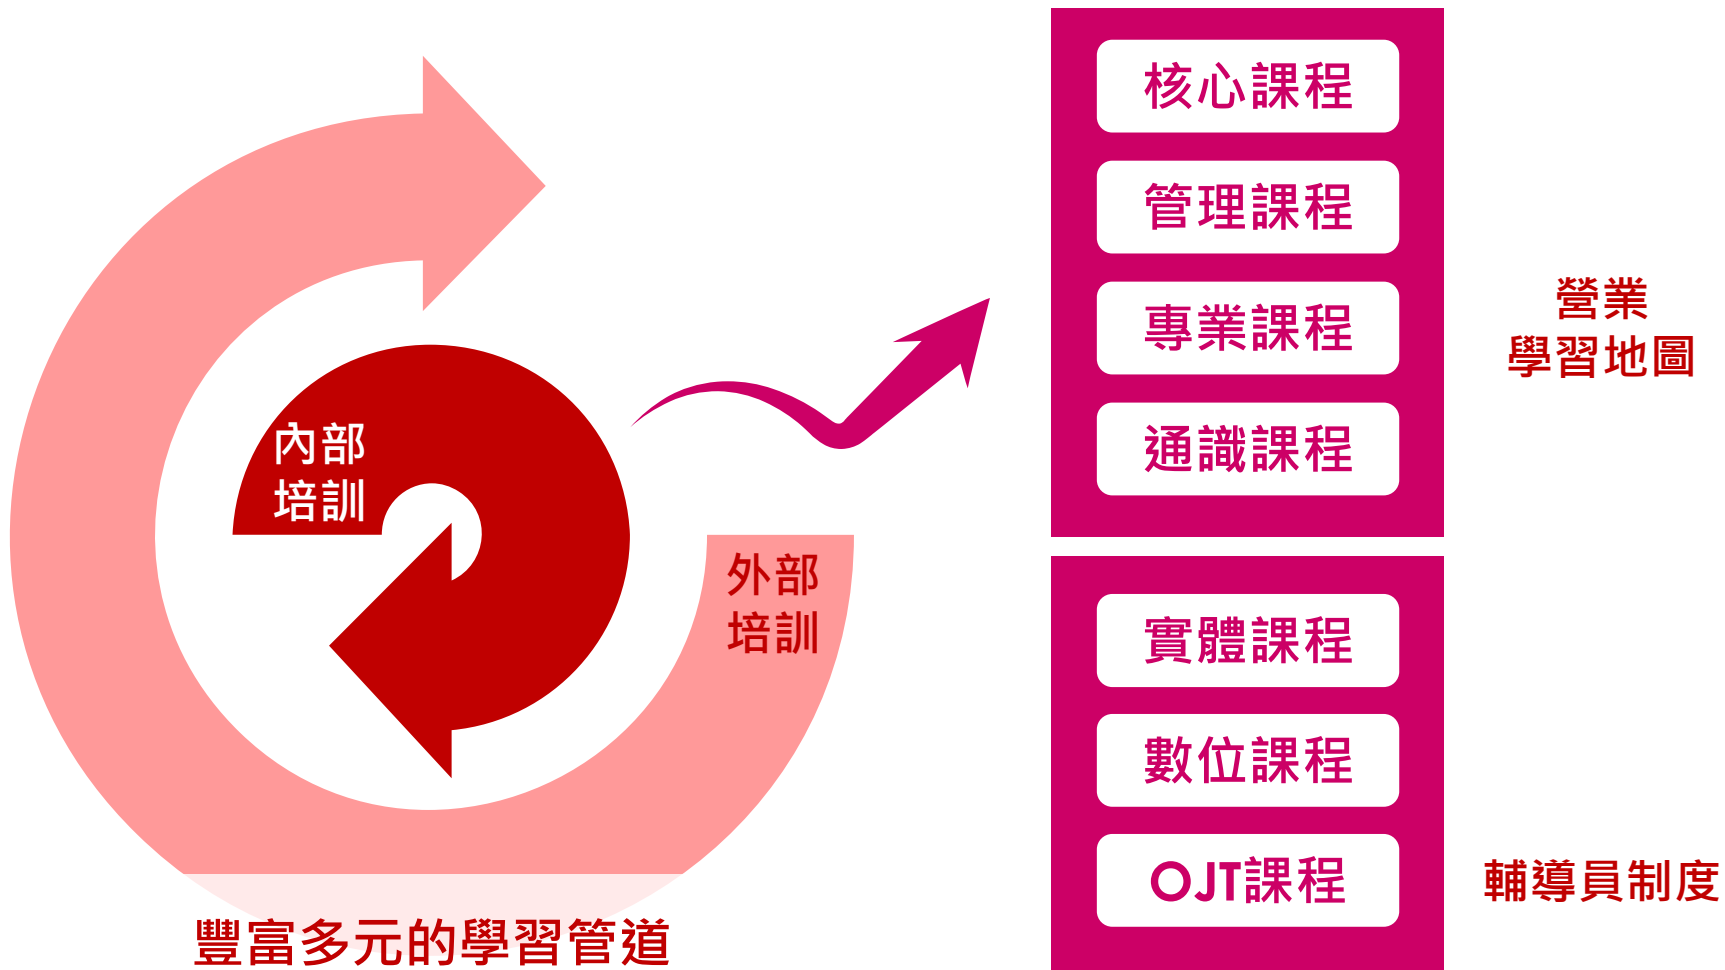 內部
培訓
外部
培訓
豐富多元的學習管道
核心課程
管理課程
專業課程
通識課程
營業
學習地圖
實體課程
數位課程
OJT課程
輔導員制度